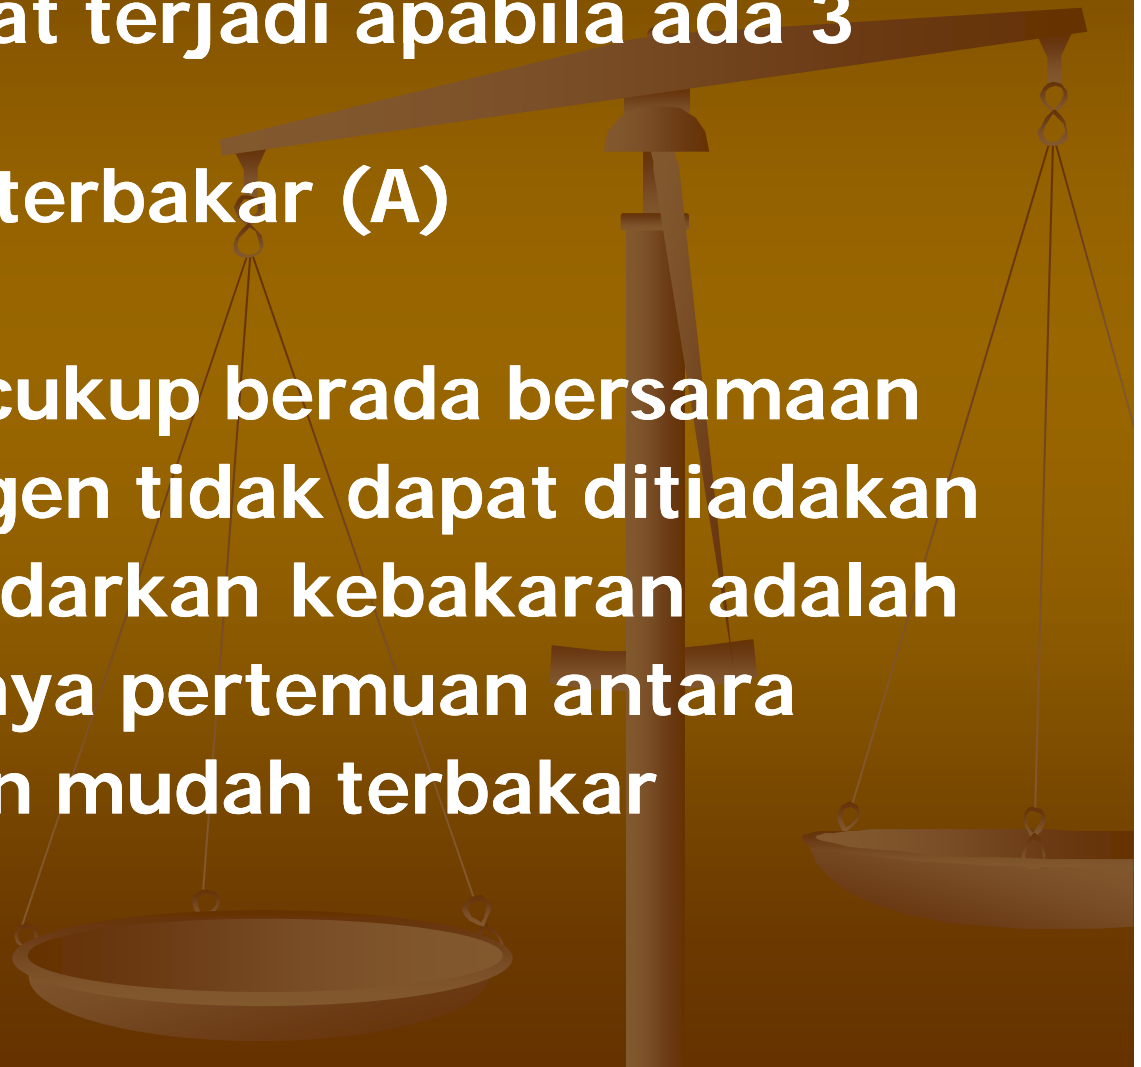 at terjadi apabila ada 3
terbakar (A)
cukup berada bersamaan
gen tidak dapat ditiadakan
darkan kebakaran adalah
nya pertemuan antara
n mudah terbakar